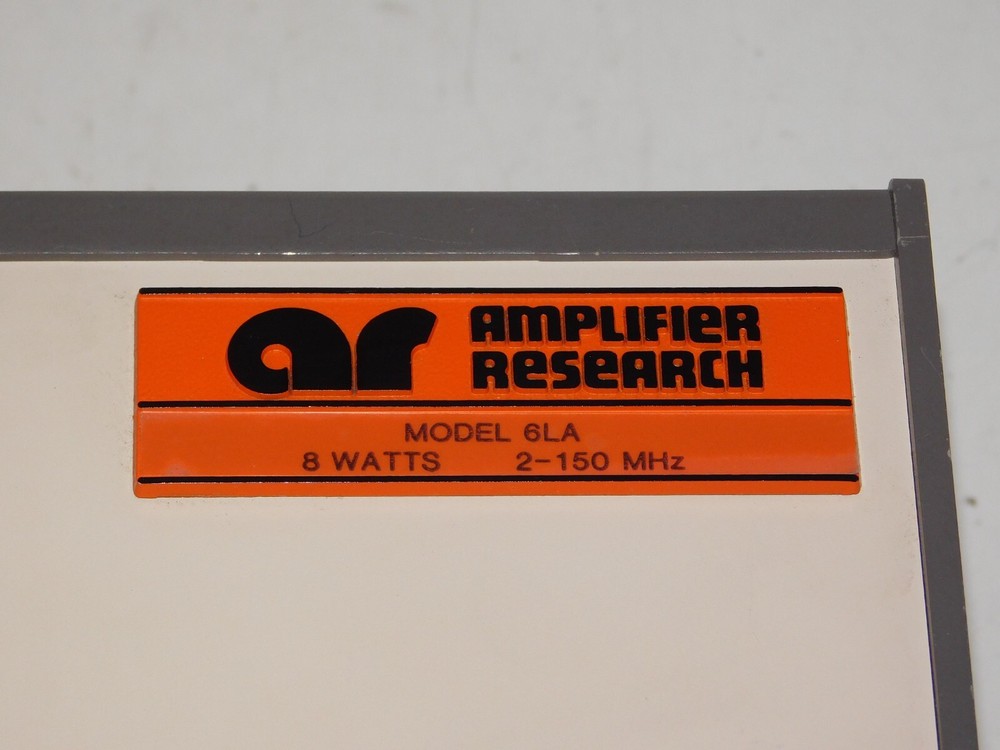 ar
AMPLIFIER
RESEARCH
MODEL 6LA
8 WATTS 2-150 MHz